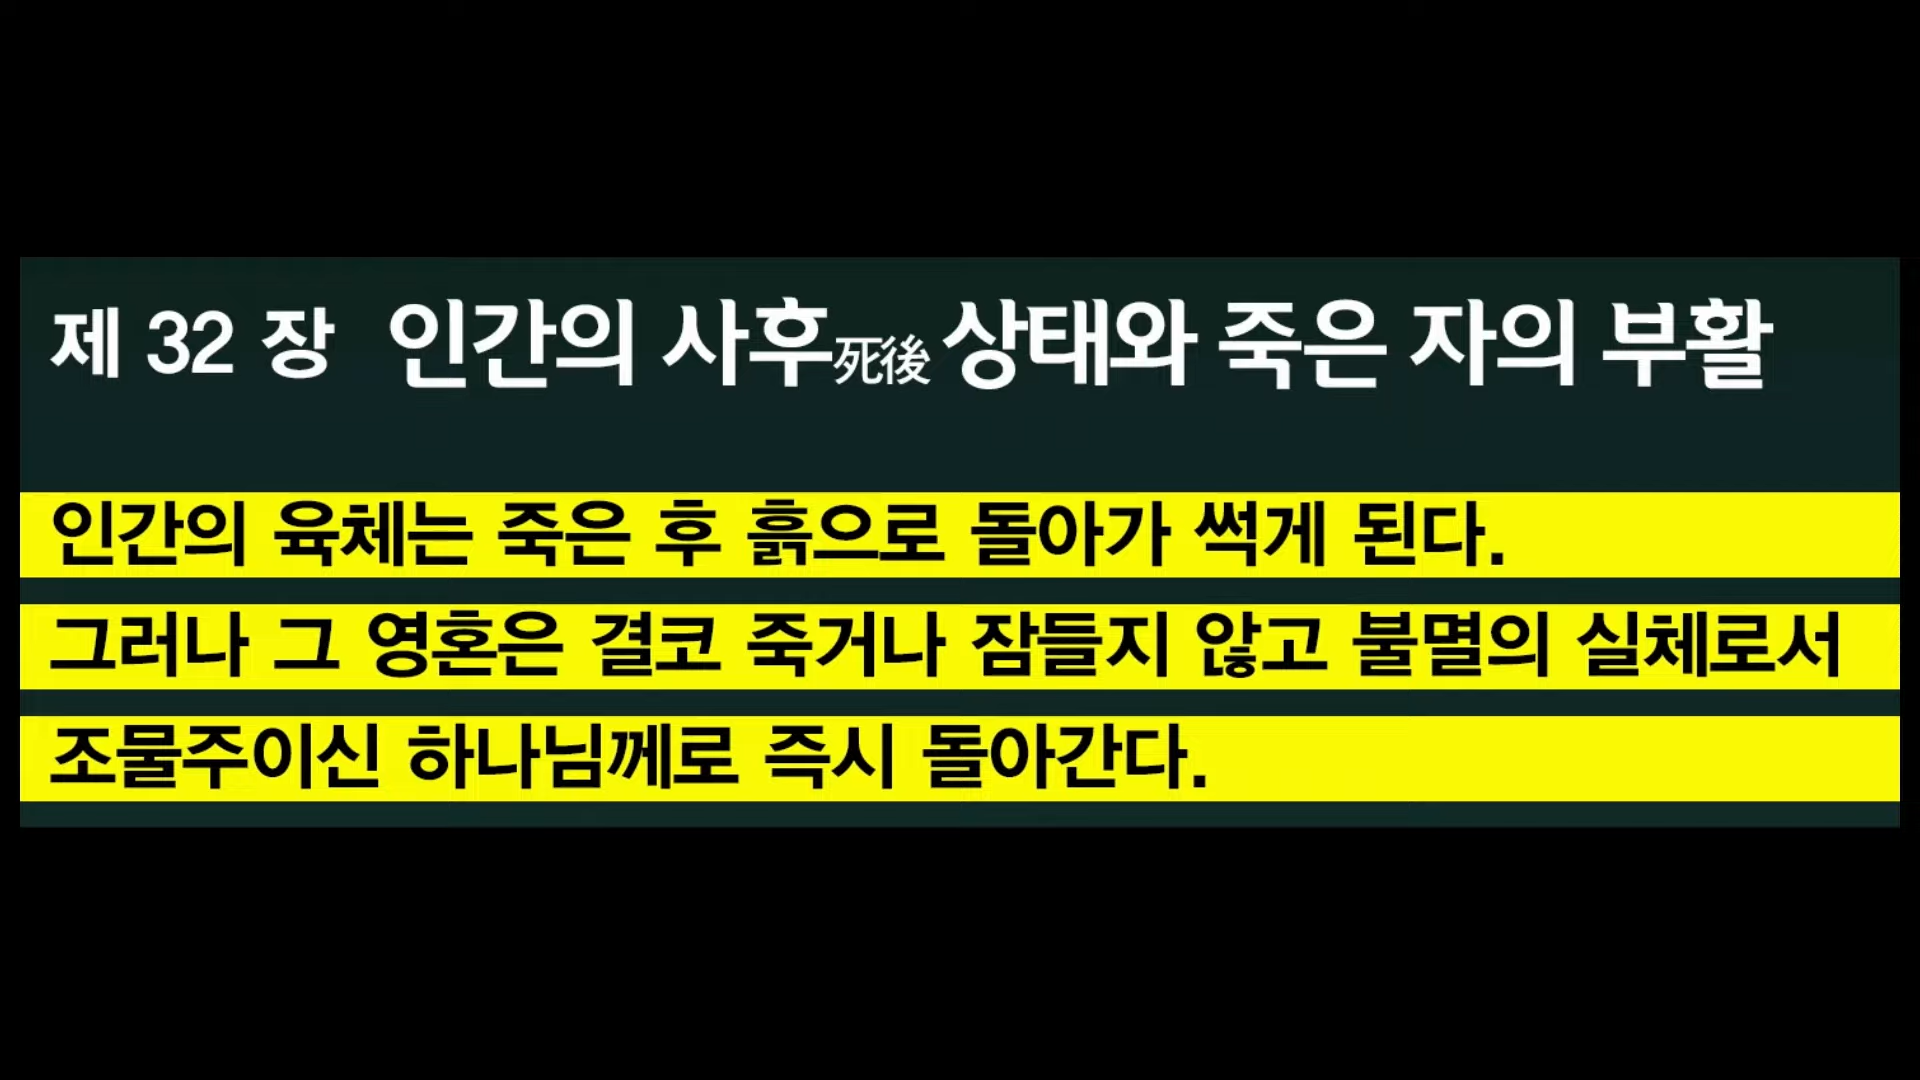 제 32 장 인간의 사후死後 상태와 죽은 자의 부활
인간의 육체는 죽은 후 흙으로 돌아가 썩게 된다.
그러나 그 영혼은 결코 죽거나 잠들지 않고 불멸의 실체로서
조물주이신 하나님께로 즉시 돌아간다.